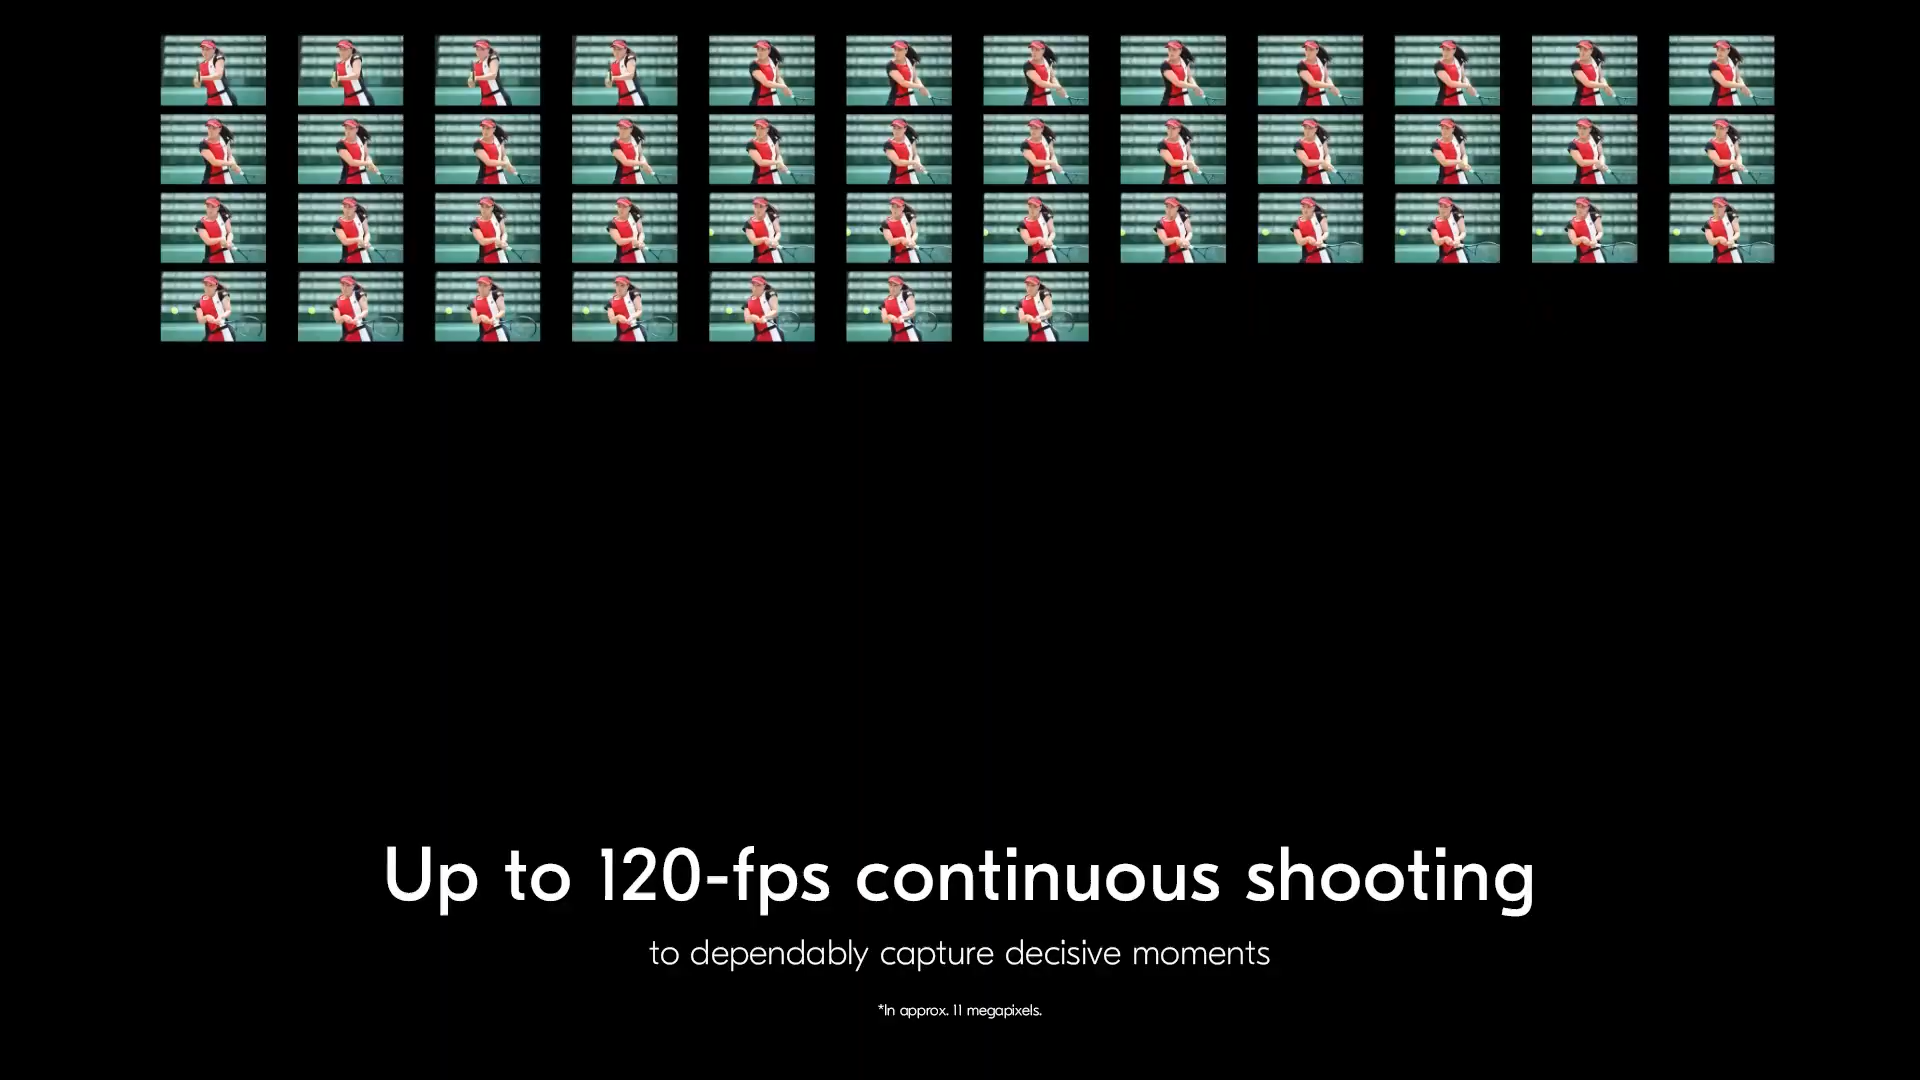 Up to 120-fps continuous shooting
to dependably capture decisive moments
*In approx. 11 megapixels.